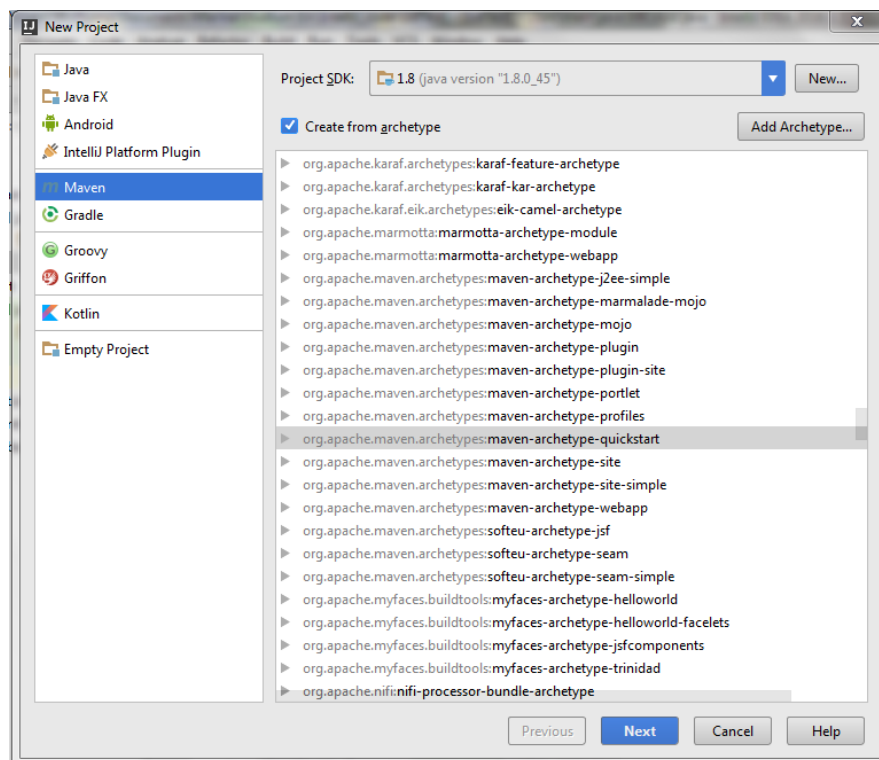 New Project
Java
Java FX
Android
IntelliJ Platform Plugin
Maven
Gradle
Groovy
Griffon
Kotlin
Empty Project
Project SDK: 1.8 (java version "1.8.0_45") New...
Create from archetype Add Archetype...
org.apache.karaf.archetypes:karaf-feature-archetype
org.apache.karaf.archetypes:karaf-kar-archetype
org.apache.karaf.eik.archetypes:eik-camel-archetype
org.apache.marmotta:marmotta-archetype-module
org.apache.marmotta:marmotta-archetype-webapp
org.apache.maven.archetypes:maven-archetype-j2ee-simple
org.apache.maven.archetypes:maven-archetype-marmalade-mojo
org.apache.maven.archetypes:maven-archetype-mojo
org.apache.maven.archetypes:maven-archetype-plugin
org.apache.maven.archetypes:maven-archetype-plugin-site
org.apache.maven.archetypes:maven-archetype-portlet
org.apache.maven.archetypes:maven-archetype-profiles
org.apache.maven.archetypes:maven-archetype-quickstart
org.apache.maven.archetypes:maven-archetype-site
org.apache.maven.archetypes:maven-archetype-site-simple
org.apache.maven.archetypes:maven-archetype-webapp
org.apache.maven.archetypes:softeu-archetype-jsf
org.apache.maven.archetypes:softeu-archetype-seam
org.apache.maven.archetypes:softeu-archetype-seam-simple
org.apache.myfaces.buildtools:myfaces-archetype-helloworld
org.apache.myfaces.buildtools:myfaces-archetype-helloworld-facelets
org.apache.myfaces.buildtools:myfaces-archetype-jsfcomponents
org.apache.myfaces.buildtools:myfaces-archetype-trinidad
org.apache.nifi:nifi-processor-bundle-archetype
Previous Next Cancel Help